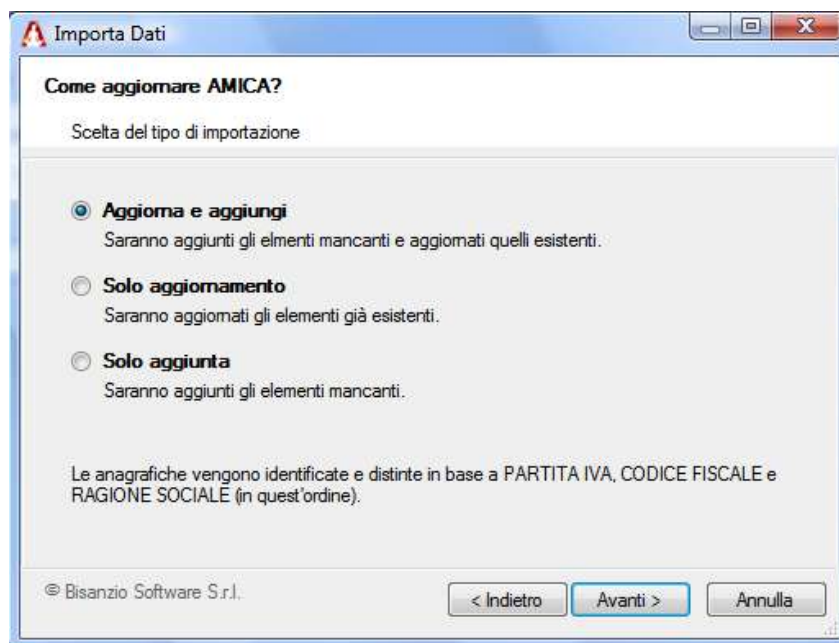 Importa Dati
Come aggiornare AMICA?
Scelta del tipo di importazione
Aggiorna e aggiungi
Saranno aggiunti gli elmenti mancanti e aggiornati quelli esistenti.
Solo aggiornamento
Saranno aggiornati gli elementi già esistenti.
Solo aggiunta
Saranno aggiunti gli elementi mancanti.
Le anagrafiche vengono identificate e distinte in base a PARTITA IVA, CODICE FISCALE e
RAGIONE SOCIALE (in quest'ordine).
© Bisanzio Software S.r.l.
< Indietro Avanti > Annulla